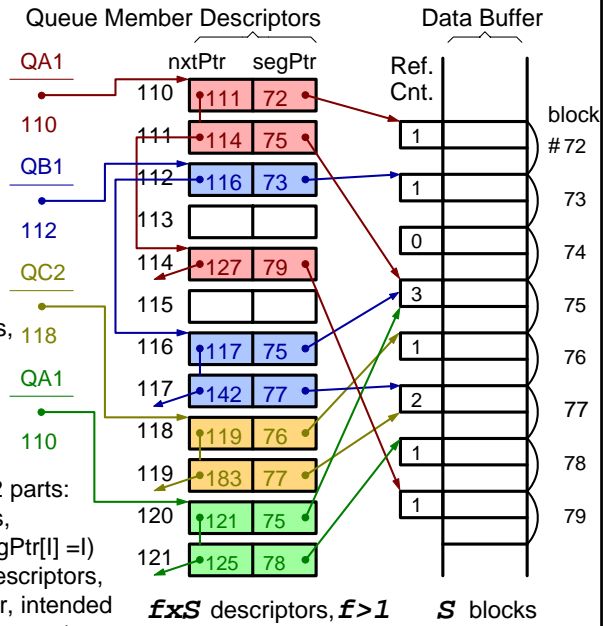 Queue Member Descriptors
Data Buffer
nxtPtr segPtr
Ref.
Cnt.
block
QA1
110
QB1
112
QC2
118
QA1
110
s,
2 parts:
s,
gPtr[I] =I)
escriptors,
r, intended
110 111 72
111 114 75
112 116 73
113
114 127 79
115
116 117 75
117 142 77
118 119 76
119 183 77
120 121 75
121 125 78
1 #72
1 73
0 74
3 75
1 76
2 77
1 78
1 79
fxS descriptors, f>1
S blocks